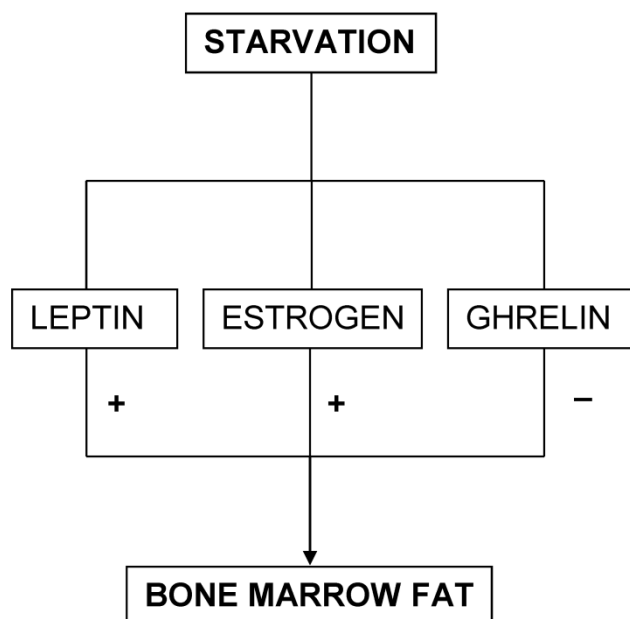 STARVATION
LEPTIN ESTROGEN GHRELIN
+ + −
BONE MARROW FAT